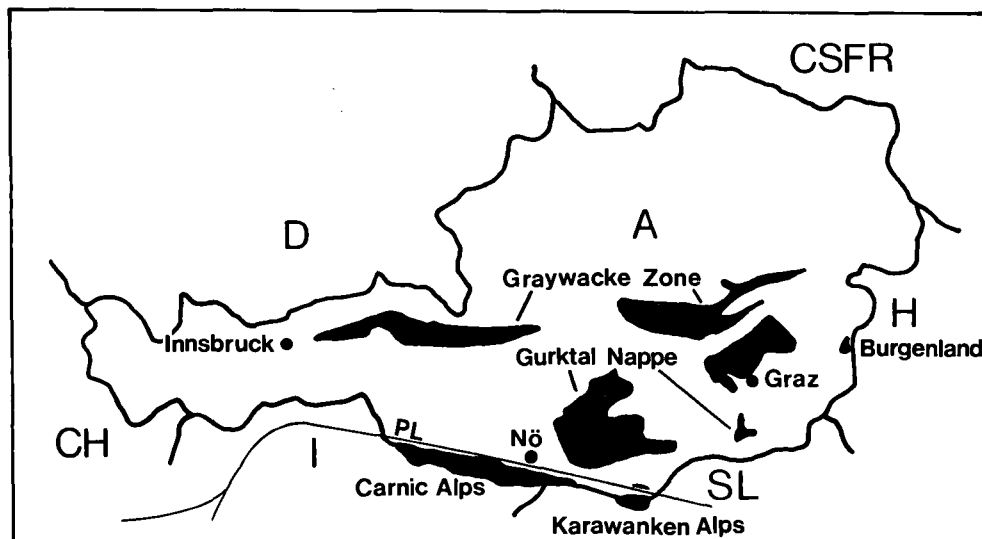 CSFR
D
A
Graywacke Zone
Innsbruck
H
Burgenland
Gurktal Nappe
Graz
CH
I
PL
Nö
SL
Carnic Alps
Karawanken Alps